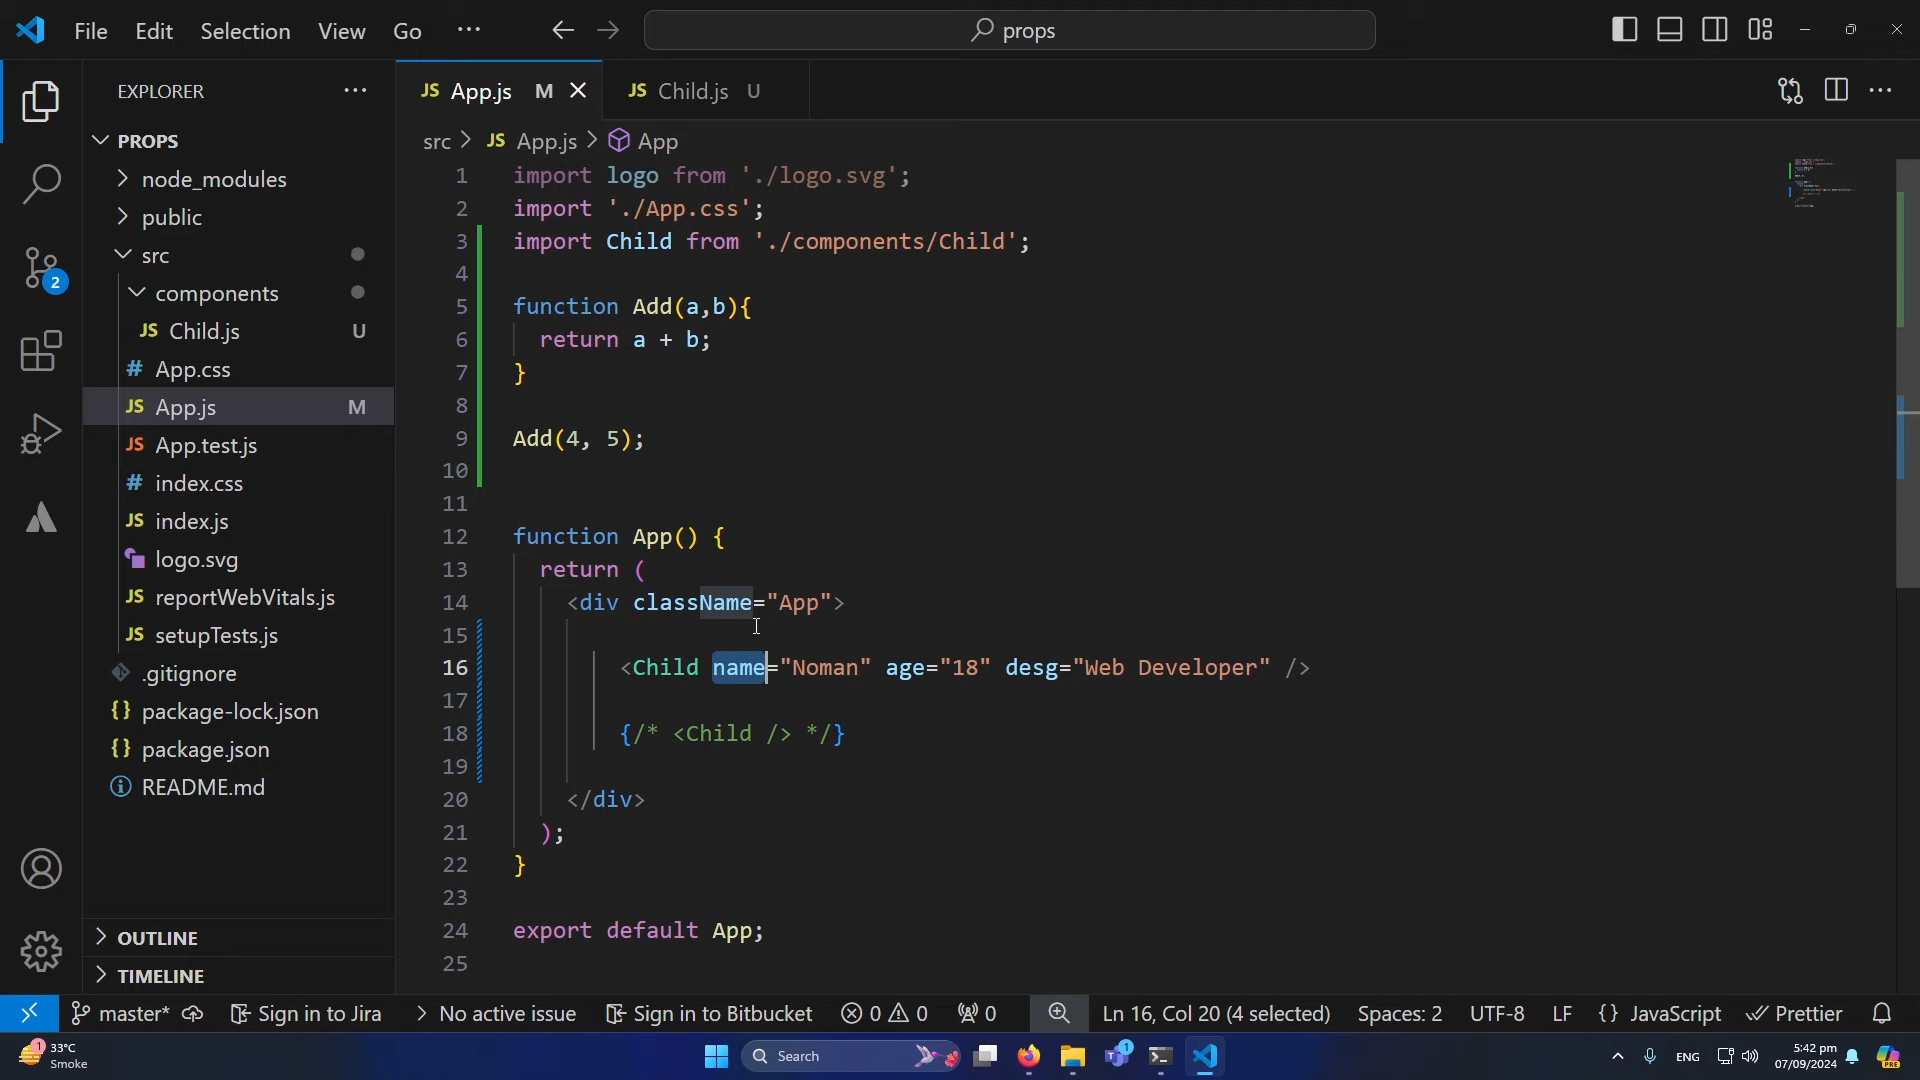 File Edit Selection View Go ··· props
EXPLORER ···
JS App.js M
JS Child.js U
PROPS
node_modules
public
src
components
JS Child.js U
# App.css
JS App.js M
JS App.test.js
# index.css
JS index.js
logo.svg
JS reportWebVitals.js
JS setupTests.js
.gitignore
{} package-lock.json
{} package.json
README.md
OUTLINE
TIMELINE
2
src > JS App.js > App
1 import logo from './logo.svg';
2 import './App.css';
3 import Child from './components/Child';
4
5 function Add(a,b){
6 return a + b;
7 }
8
9 Add(4, 5);
10
11
12 function App() {
13 return (
14 <div className="App">
15
16 <Child name="Noman" age="18" desg="Web Developer" />
17
18 {/* <Child /> */}
19
20 </div>
21 );
22 }
23
24 export default App;
25
master* Sign in to Jira > No active issue Sign in to Bitbucket 0 0 0 Ln 16, Col 20 (4 selected) Spaces: 2 UTF-8 LF {} JavaScript Prettier
1 33°C
Smoke
Search
1
ENG
5:42 pm
07/09/2024
PRE